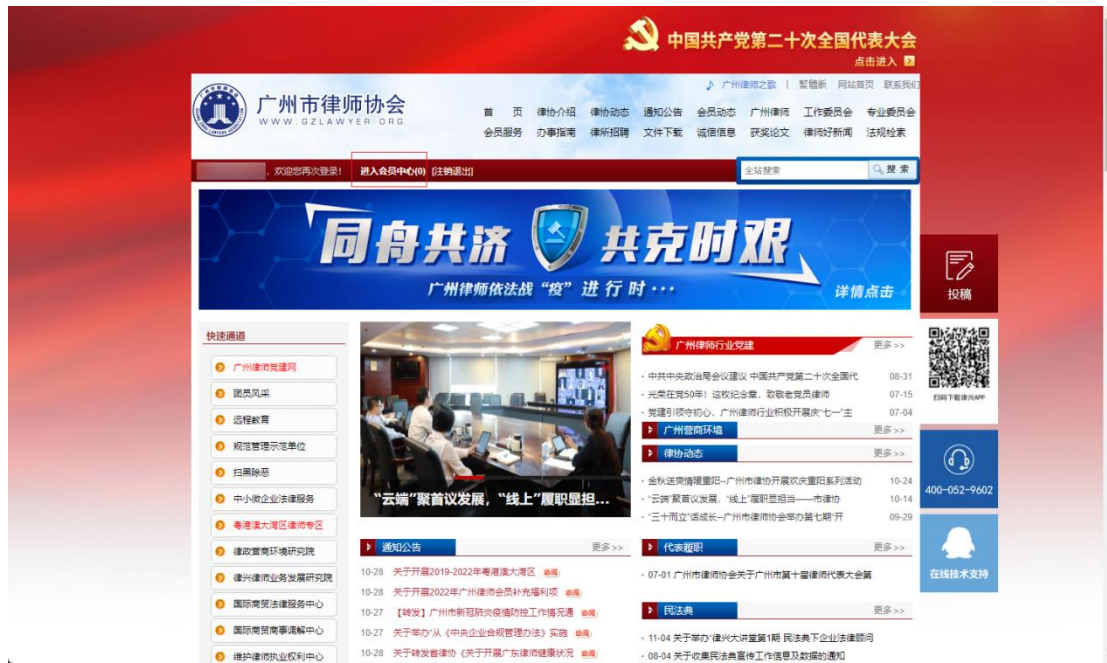 中国共产党第二十次全国代表大会
点击进入
广州律师之歌 | 繁體版 网站首页 联系我们
广州市律师协会
WWW.GZLAWYER.ORG
首 页 律协介绍 律协动态 通知公告 会员动态 广州律师 工作委员会 专业委员会
会员服务 办事指南 律所招聘 文件下载 诚信信息 获奖论文 律师好新闻 法规检索
，欢迎您再次登录! 进入会员中心(0) [注销退出]
全站搜索 搜 索
同舟共济 共克时艰
广州律师依法战“疫”进行时···
详情点击
投稿
扫码下载律兴APP
400-052-9602
在线技术支持
快速通道
广州律师党建网
团员风采
远程教育
规范管理示范单位
扫黑除恶
中小微企业法律服务
粤港澳大湾区律师专区
律政营商环境研究院
律兴律师业务发展研究院
国际商贸法律服务中心
国际商贸商事调解中心
维护律师执业权利中心
“云端”聚首议发展，“线上”履职显担...
广州律师行业党建 更多>>
· 中共中央政治局会议建议 中国共产党第二十次全国代 08-31
· 光荣在党50年！这枚纪念章，致敬老党员律师 07-15
· 党建引领守初心，广州律师行业积极开展庆“七一”主 07-04
广州营商环境 更多>>
律协动态 更多>>
· 金秋送爽情暖重阳--广州市律协开展欢庆重阳系列活动 10-24
· “云端”聚首议发展，“线上”履职显担当——市律协 10-14
· “三十而立”话成长--广州市律师协会举办第七期“开 09-29
通知公告 更多>>
10-28 关于开展2019-2022年粤港澳大湾区
10-28 关于开展2022年广州律师会员补充福利项
10-27 【转发】广州市新冠肺炎疫情防控工作情况通
10-27 关于举办“从《中央企业合规管理办法》实施
10-28 关于转发省律协《关于开展广东律师健康状况
代表履职 更多>>
· 07-01 广州市律师协会关于广州市第十届律师代表大会第
民法典 更多>>
· 11-04 关于举办“律兴大讲堂第1期·民法典下企业法律顾问
· 08-04 关于收集民法典宣传工作信息及数据的通知